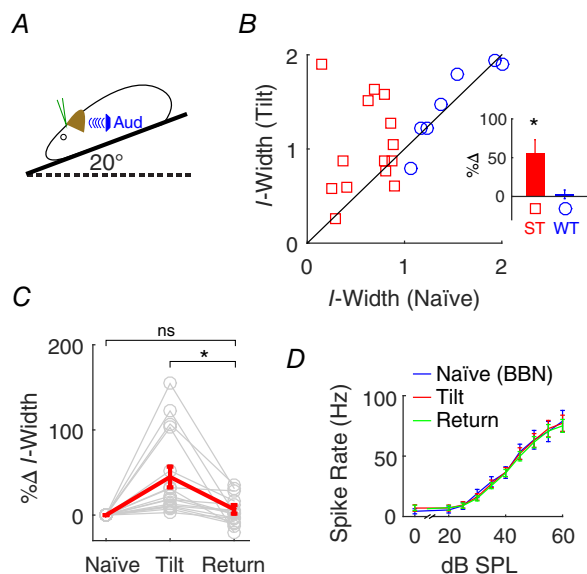 A
Aud
20°
B
I-Width (Tilt)
2
1
0
0
1
2
I-Width (Naïve)
%Δ
100
50
0
*
ST
WT
C
ns
*
%Δ I-Width
200
100
0
Naïve
Tilt
Return
D
Naïve (BBN)
Tilt
Return
Spike Rate (Hz)
100
50
0
0
20
40
60
dB SPL